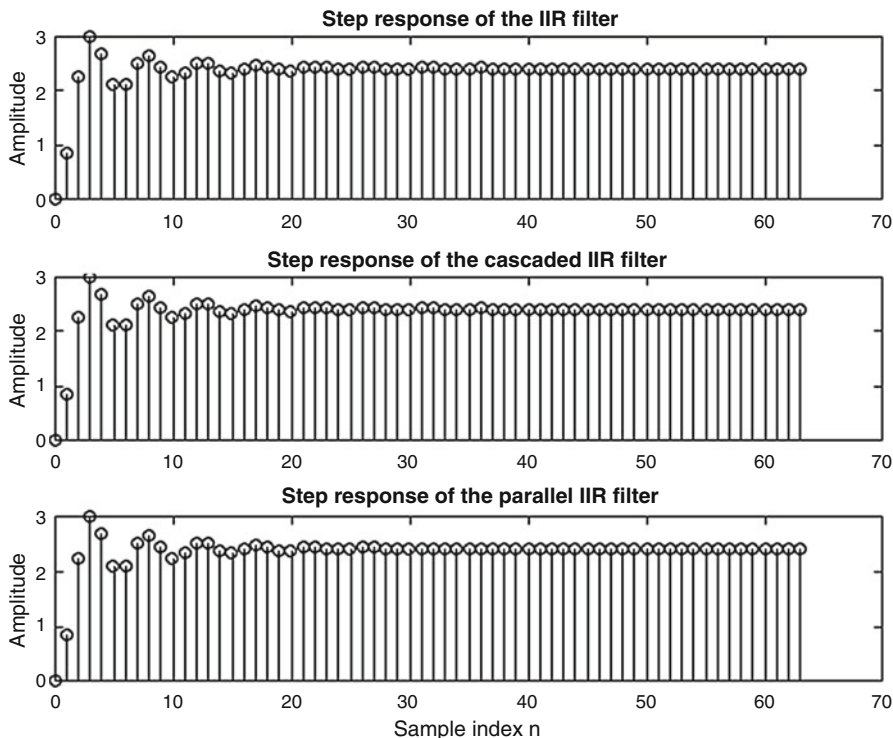 Step response of the IIR filter
3
2
1
0
Amplitude
0 10 20 30 40 50 60 70
Step response of the cascaded IIR filter
3
2
1
0
Amplitude
0 10 20 30 40 50 60 70
Step response of the parallel IIR filter
3
2
1
0
Amplitude
0 10 20 30 40 50 60 70
Sample index n